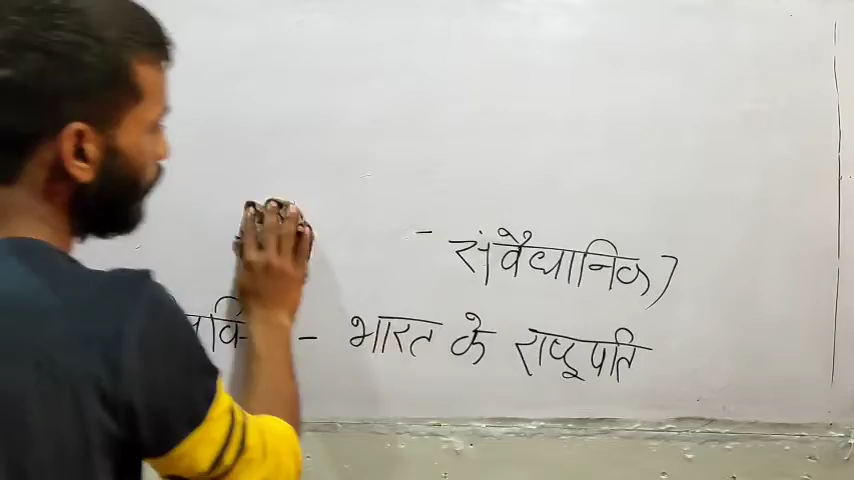 - संवैधानिक)
- भारत के राष्ट्रपति